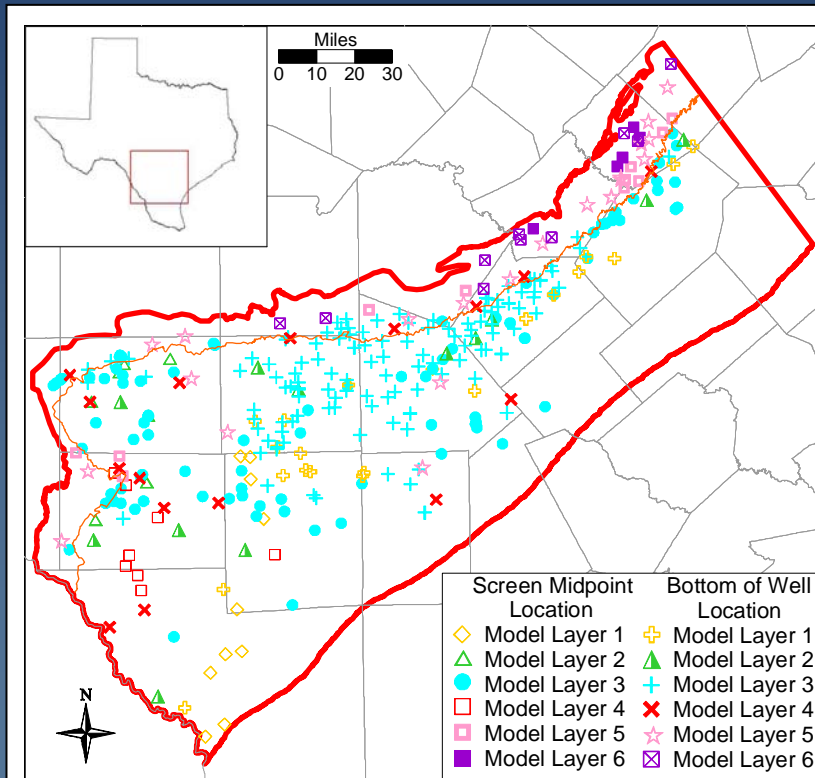 Miles
0 10 20 30
N
Screen Midpoint Location
Bottom of Well Location
Model Layer 1 Model Layer 1
Model Layer 2 Model Layer 2
Model Layer 3 Model Layer 3
Model Layer 4 Model Layer 4
Model Layer 5 Model Layer 5
Model Layer 6 Model Layer 6